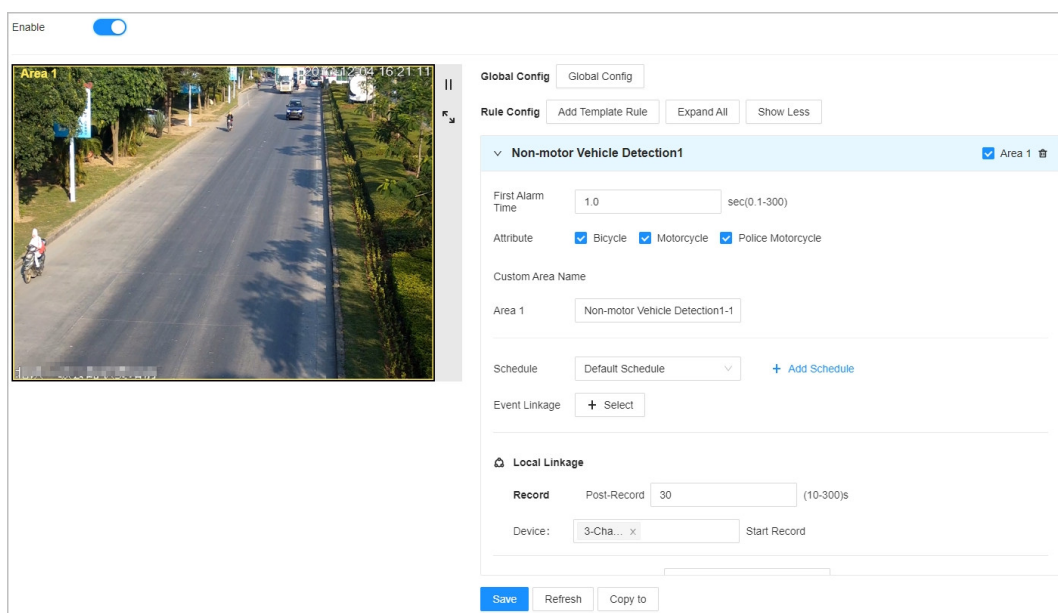 Enable
Area 1
Global Config
Global Config
Rule Config
Add Template Rule
Expand All
Show Less
Non-motor Vehicle Detection1
Area 1
First Alarm Time
1.0
sec(0.1-300)
Attribute
Bicycle
Motorcycle
Police Motorcycle
Custom Area Name
Area 1
Non-motor Vehicle Detection1-1
Schedule
Default Schedule
+ Add Schedule
Event Linkage
+ Select
Local Linkage
Record
Post-Record
30
(10-300)s
Device:
3-Cha... ×
Start Record
Save
Refresh
Copy to